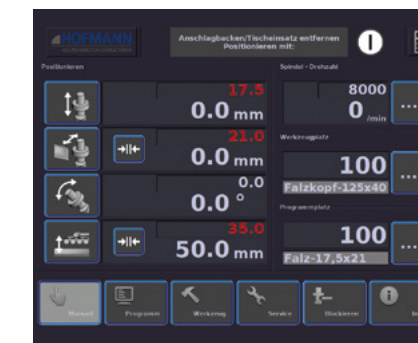 HOFMANN
Anschlagbacken/Tischeinsatz entfernen
Positionieren mit:
I
Positionieren
Spindel - Drehzahl
17.5
0.0 mm
8000
0 /min
...
21.0
0.0 mm
Werkzeugplatz
100
Falzkopf-125x40
...
0.0
0.0 °
Programmplatz
35.0
50.0 mm
100
Falz-17,5x21
...
Manuell
Programm
Werkzeug
Service
Blockieren